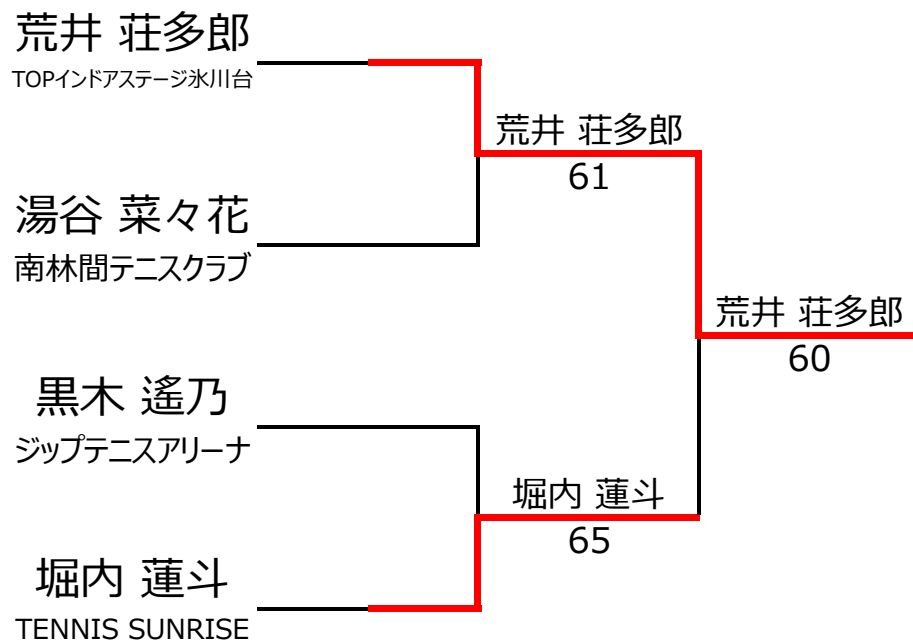 荒井 荘多郎
TOPインドアステージ氷川台
荒井 荘多郎
61
湯谷 菜々花
南林間テニスクラブ
荒井 荘多郎
60
黒木 遙乃
ジップテニスアリーナ
堀内 蓮斗
65
堀内 蓮斗
TENNIS SUNRISE